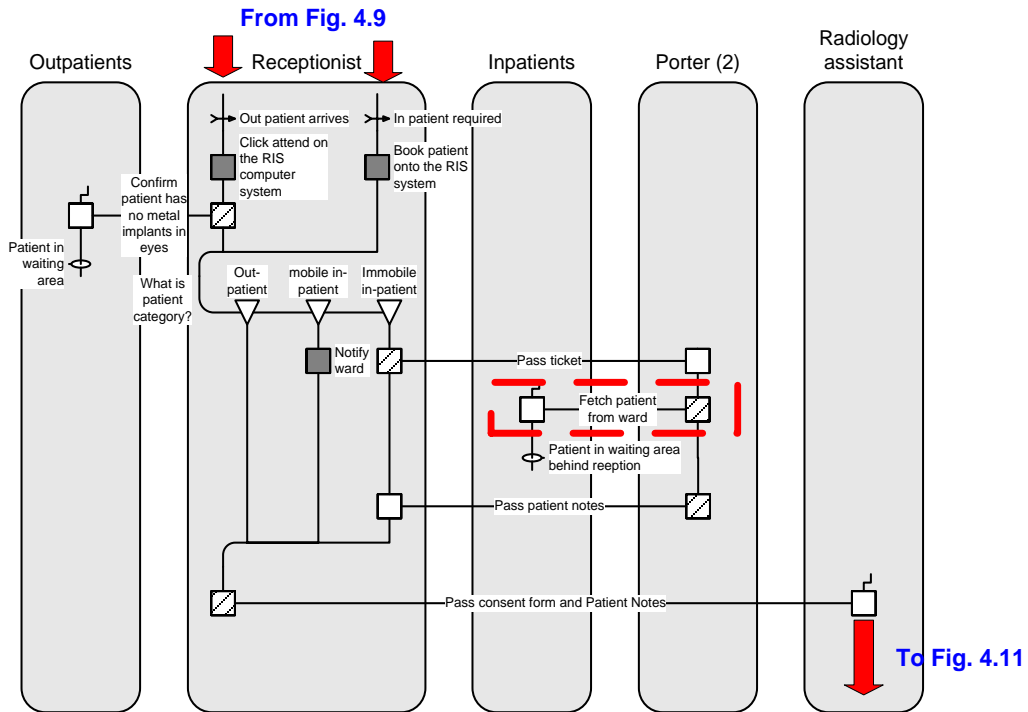 From Fig. 4.9
Outpatients
Receptionist
Inpatients
Porter (2)
Radiology
assistant
Out patient arrives
In patient required
Click attend on
the RIS
computer
system
Book patient
onto the RIS
system
Confirm
patient has
no metal
implants in
eyes
Patient in
waiting
area
What is
patient
category?
Out-
patient
mobile in-
patient
Immobile
in-patient
Notify
ward
Pass ticket
Fetch patient
from ward
Patient in waiting area
behind reeption
Pass patient notes
Pass consent form and Patient Notes
To Fig. 4.11